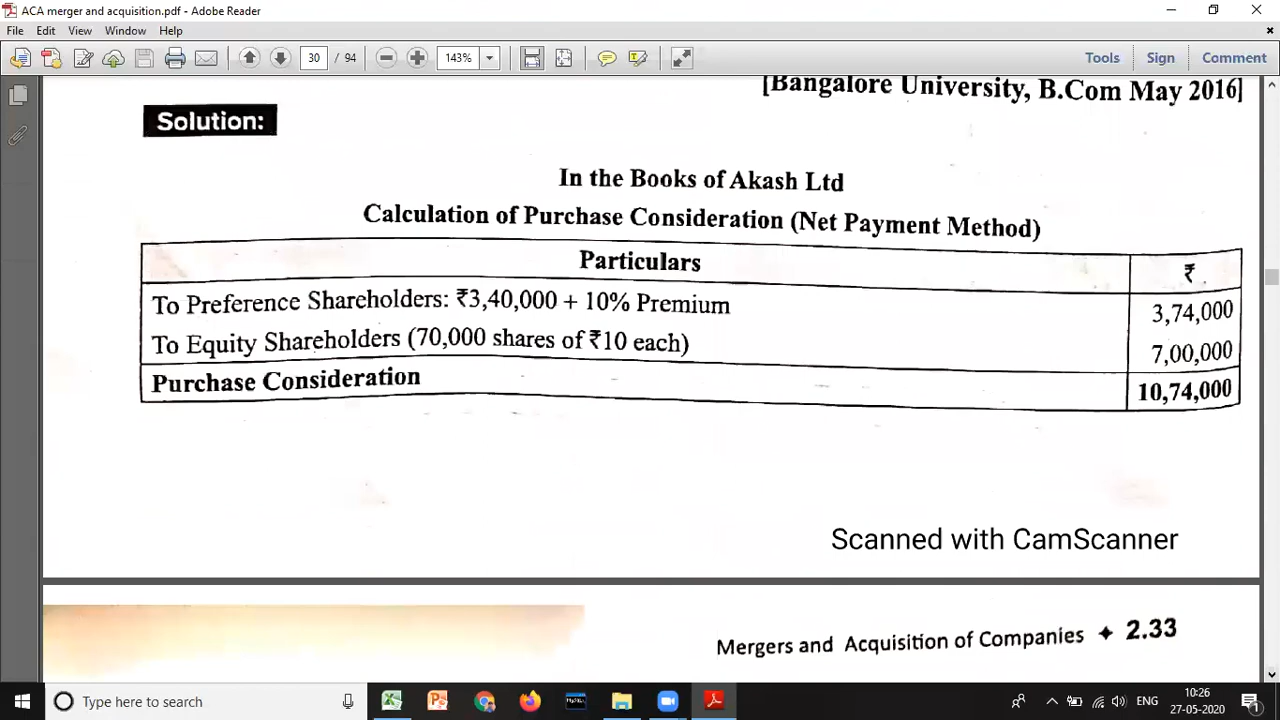 ACA merger and acquisition.pdf - Adobe Reader
File Edit View Window Help
30 / 94 143% Tools Sign Comment
[Bangalore University, B.Com May 2016]
Solution:
In the Books of Akash Ltd
Calculation of Purchase Consideration (Net Payment Method)
Particulars ₹
To Preference Shareholders: ₹3,40,000 + 10% Premium 3,74,000
To Equity Shareholders (70,000 shares of ₹10 each) 7,00,000
Purchase Consideration 10,74,000
Scanned with CamScanner
Mergers and Acquisition of Companies ✦ 2.33
Type here to search ENG 10:26
27-05-2020